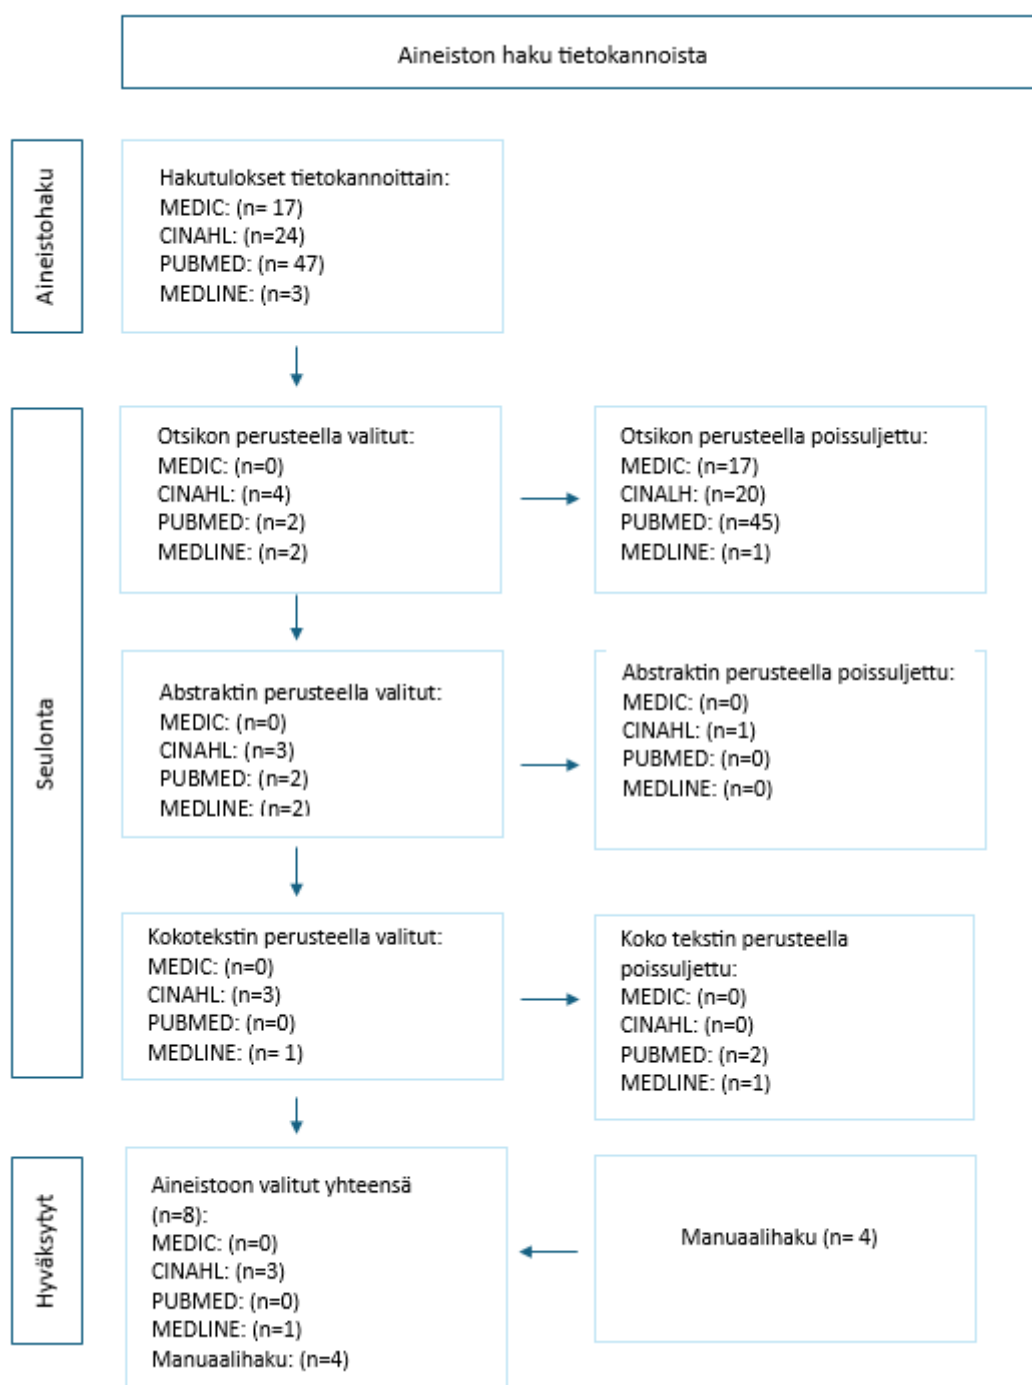 Aineiston haku tietokannoista
Aineistohaku
Hakutulokset tietokannoittain:
MEDIC: (n= 17)
CINAHL: (n=24)
PUBMED: (n= 47)
MEDLINE: (n=3)
Seulonta
Otsikon perusteella valitut:
MEDIC: (n=0)
CINAHL: (n=4)
PUBMED: (n=2)
MEDLINE: (n=2)
Otsikon perusteella poissuljettu:
MEDIC: (n=17)
CINALH: (n=20)
PUBMED: (n=45)
MEDLINE: (n=1)
Abstraktin perusteella valitut:
MEDIC: (n=0)
CINAHL: (n=3)
PUBMED: (n=2)
MEDLINE: (n=2)
Abstraktin perusteella poissuljettu:
MEDIC: (n=0)
CINAHL: (n=1)
PUBMED: (n=0)
MEDLINE: (n=0)
Kokotekstin perusteella valitut:
MEDIC: (n=0)
CINAHL: (n=3)
PUBMED: (n=0)
MEDLINE: (n= 1)
Koko tekstin perusteella
poissuljettu:
MEDIC: (n=0)
CINAHL: (n=0)
PUBMED: (n=2)
MEDLINE: (n=1)
Hyväksytyt
Aineistoon valitut yhteensä
(n=8):
MEDIC: (n=0)
CINAHL: (n=3)
PUBMED: (n=0)
MEDLINE: (n=1)
Manuaalihaku: (n=4)
Manuaalihaku (n= 4)